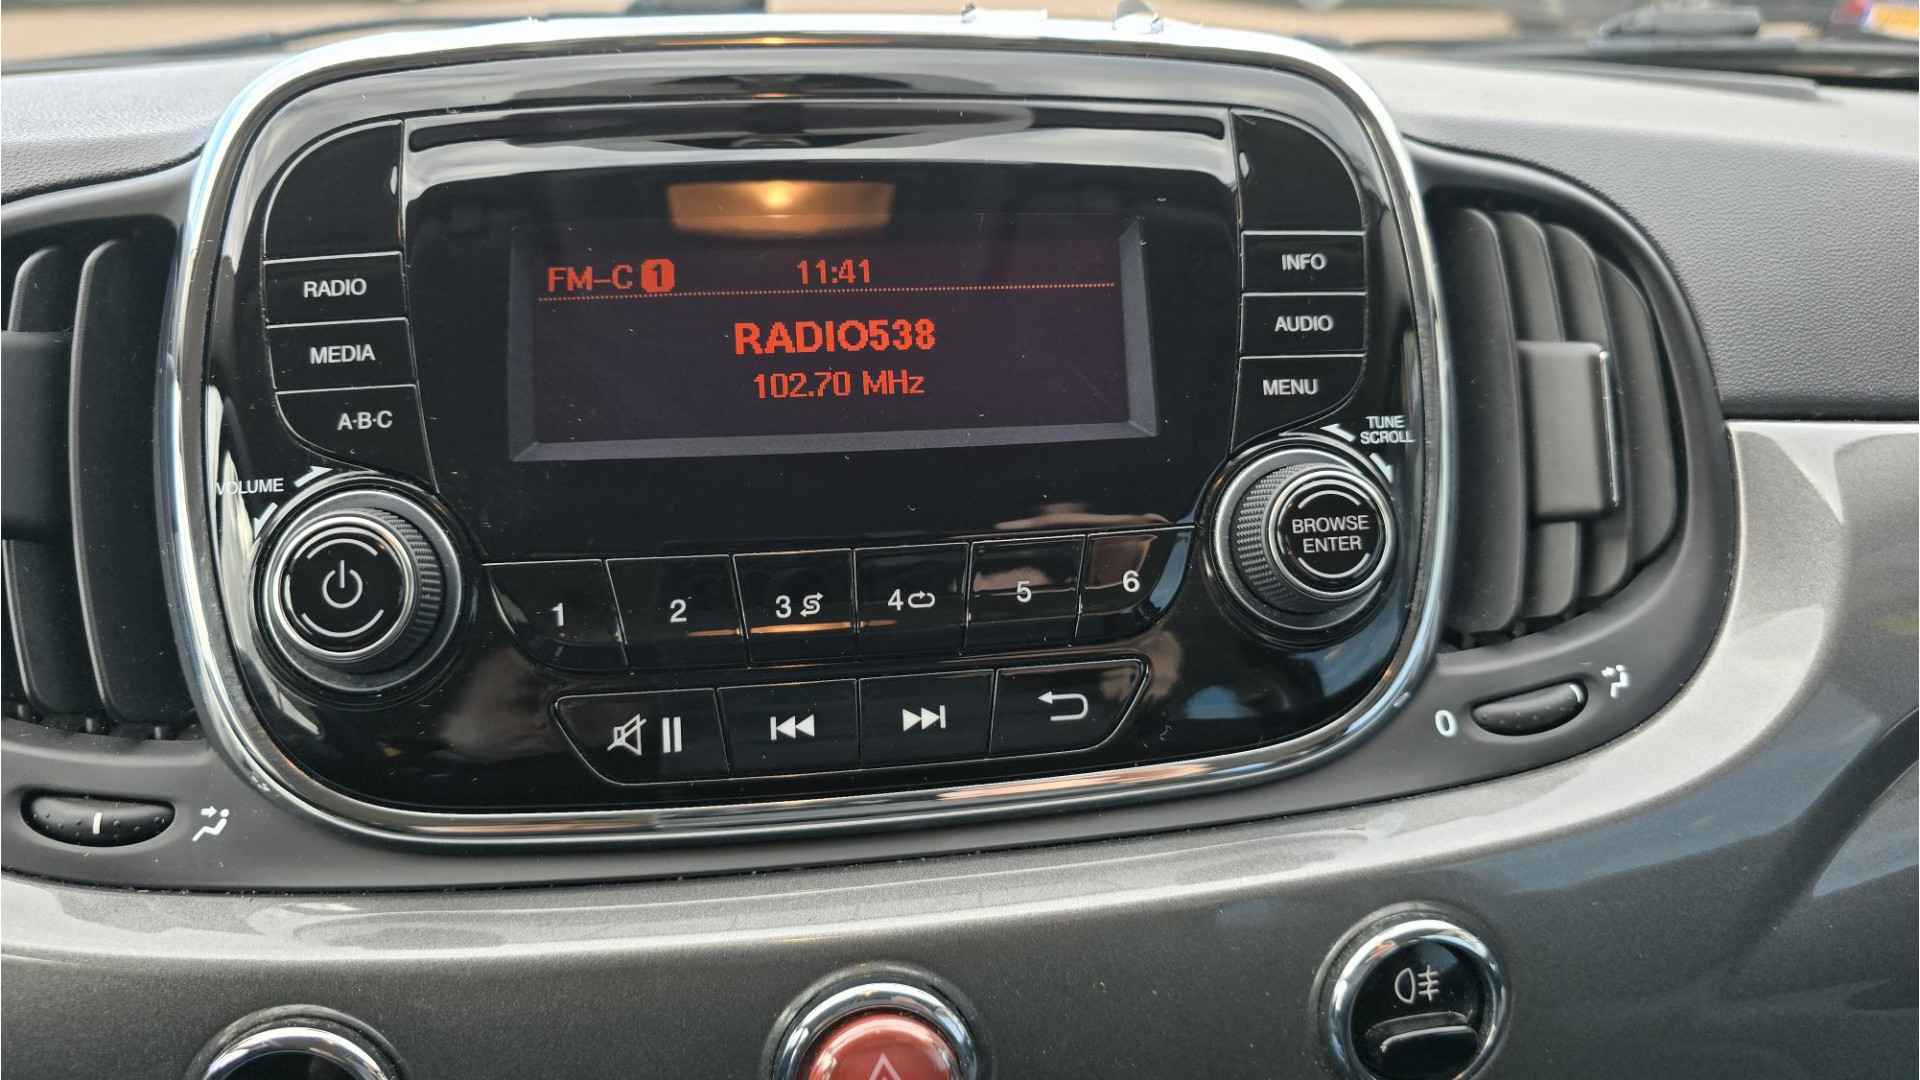 FM–C 1 11:41
RADIO538
102.70 MHz
RADIO
MEDIA
A·B·C
VOLUME
INFO
AUDIO
MENU
TUNE
SCROLL
BROWSE
ENTER
1 2 3 4 5 6
0